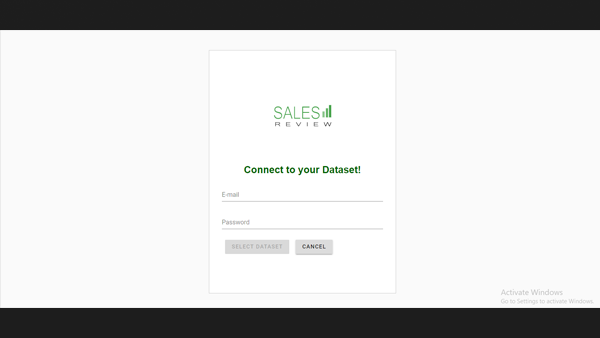 SALES
REVIEW
Connect to your Dataset!
E-mail
Password
SELECT DATASET
CANCEL
Activate Windows
Go to Settings to activate Windows.